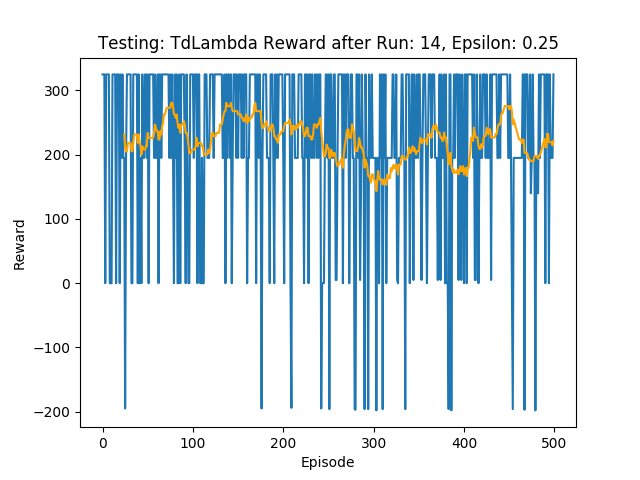 Testing: TdLambda Reward after Run: 14, Epsilon: 0.25
300
200
100
0
−100
−200
Reward
0 100 200 300 400 500
Episode